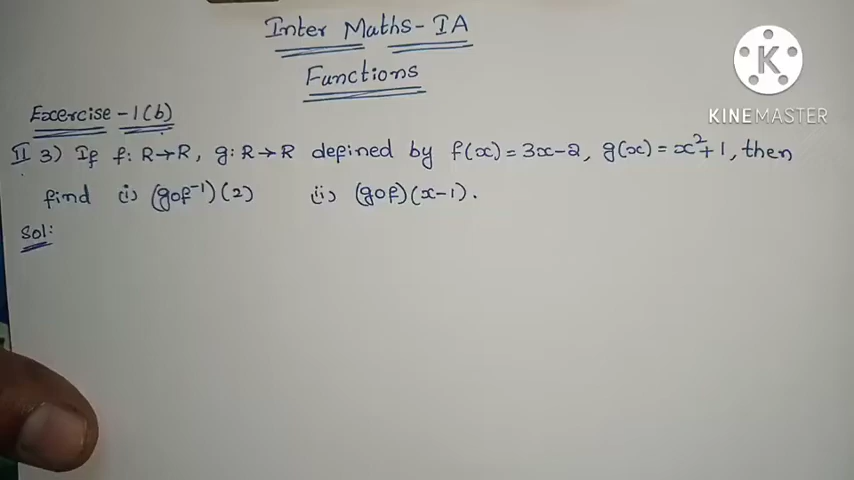 Inter Maths-IA
Functions
K
KINEMASTER
Excercise-1(b)
II 3) If f: R→R, g: R→R defined by f(x)=3x-2, g(x)=x²+1, then
find (i) (gof⁻¹)(2) (ii) (gof)(x-1).
Sol: